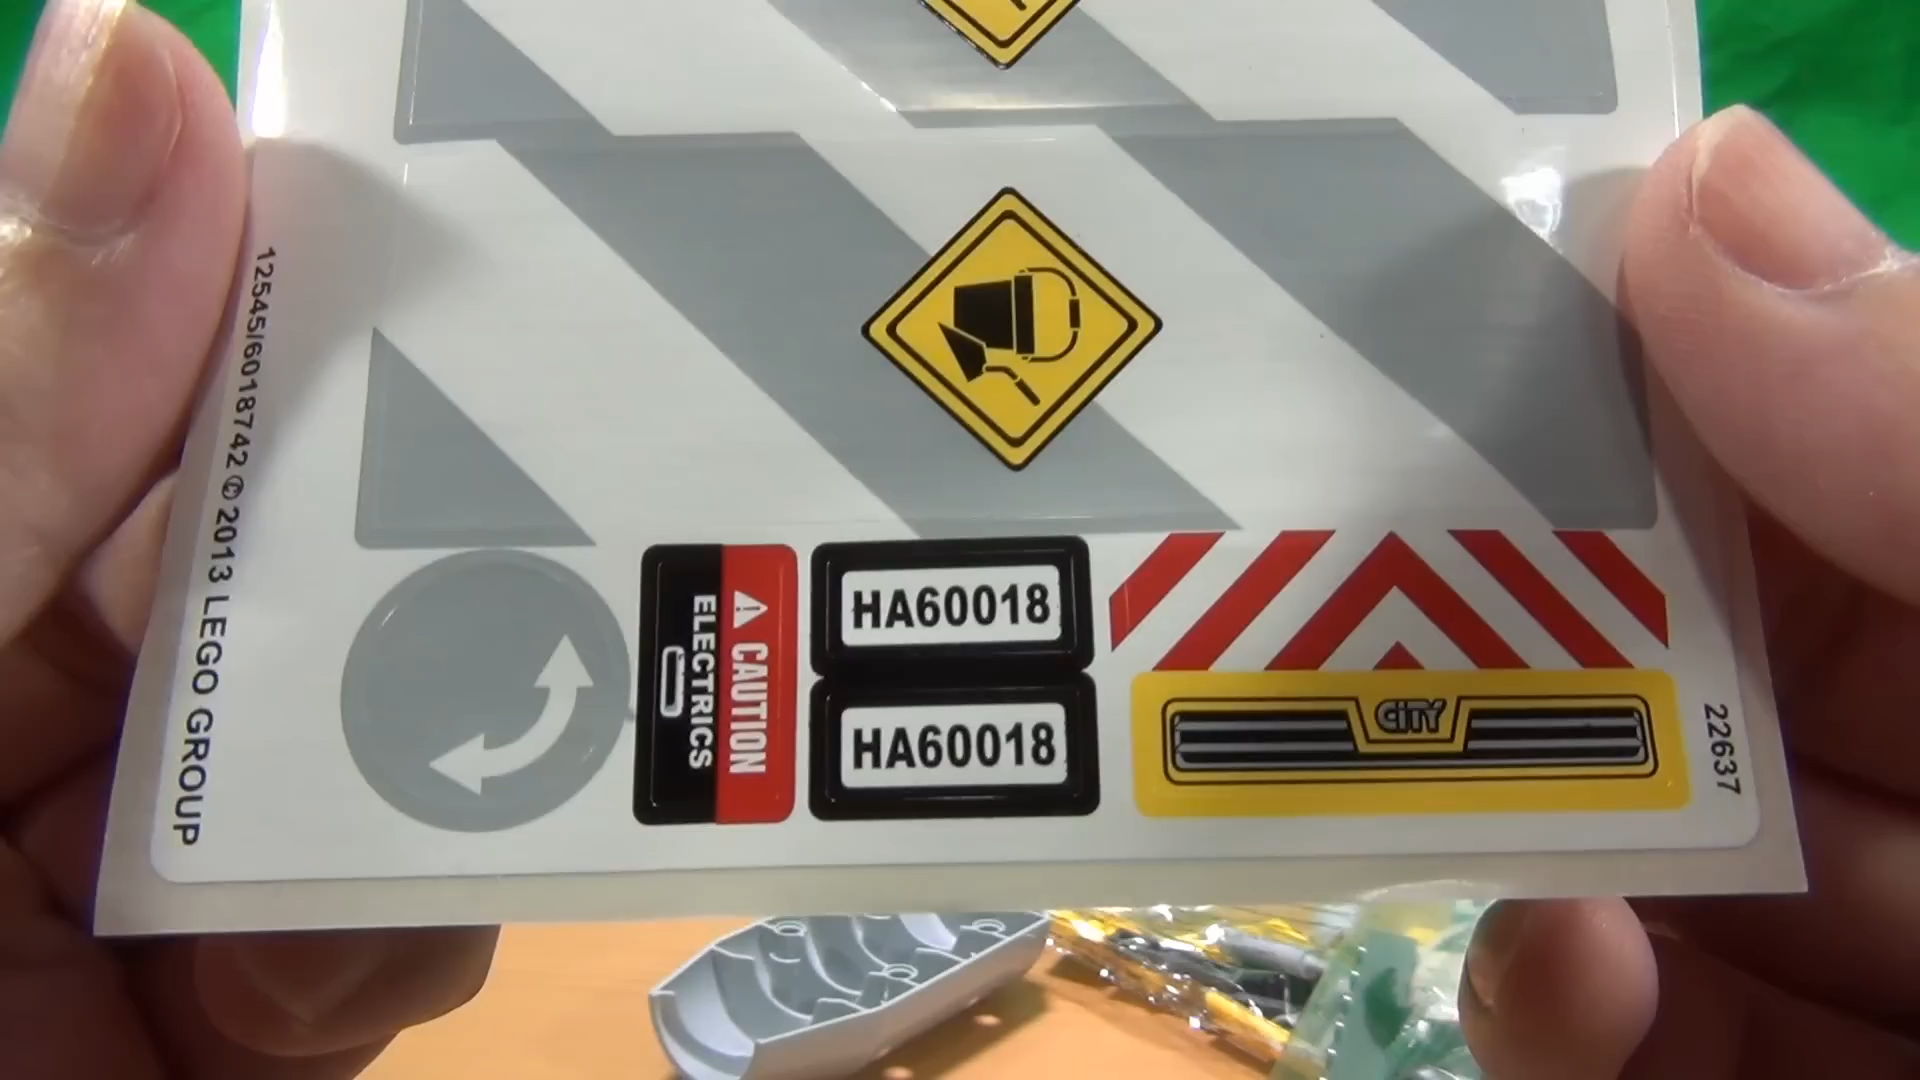 12545/6018742 © 2013 LEGO GROUP
CAUTION
ELECTRICS
HA60018
HA60018
CITY
22637